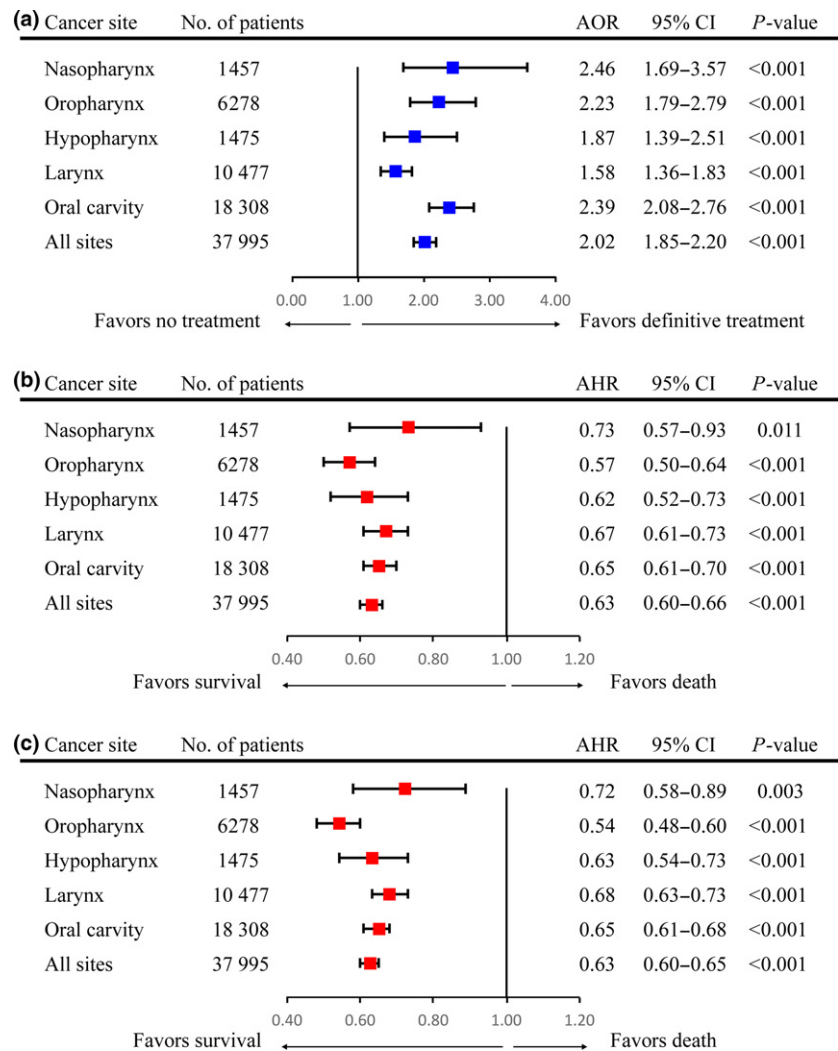 (a) Cancer site No. of patients AOR 95% CI P-value
Nasopharynx 1457 2.46 1.69–3.57 <0.001
Oropharynx 6278 2.23 1.79–2.79 <0.001
Hypopharynx 1475 1.87 1.39–2.51 <0.001
Larynx 10 477 1.58 1.36–1.83 <0.001
Oral carvity 18 308 2.39 2.08–2.76 <0.001
All sites 37 995 2.02 1.85–2.20 <0.001
0.00 1.00 2.00 3.00 4.00
Favors no treatment Favors definitive treatment
(b) Cancer site No. of patients AHR 95% CI P-value
Nasopharynx 1457 0.73 0.57–0.93 0.011
Oropharynx 6278 0.57 0.50–0.64 <0.001
Hypopharynx 1475 0.62 0.52–0.73 <0.001
Larynx 10 477 0.67 0.61–0.73 <0.001
Oral carvity 18 308 0.65 0.61–0.70 <0.001
All sites 37 995 0.63 0.60–0.66 <0.001
0.40 0.60 0.80 1.00 1.20
Favors survival Favors death
(c) Cancer site No. of patients AHR 95% CI P-value
Nasopharynx 1457 0.72 0.58–0.89 0.003
Oropharynx 6278 0.54 0.48–0.60 <0.001
Hypopharynx 1475 0.63 0.54–0.73 <0.001
Larynx 10 477 0.68 0.63–0.73 <0.001
Oral carvity 18 308 0.65 0.61–0.68 <0.001
All sites 37 995 0.63 0.60–0.65 <0.001
0.40 0.60 0.80 1.00 1.20
Favors survival Favors death